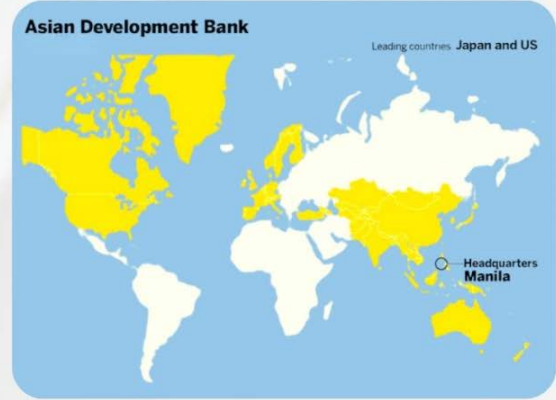 Asian Development Bank
Leading countries Japan and US
Headquarters
Manila